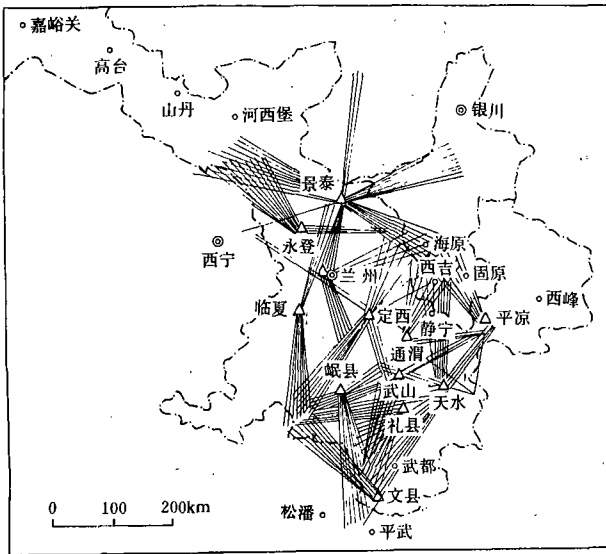 嘉峪关
高台
山丹
河西堡
银川
景泰
西宁
永登
海原
西吉
固原
兰州
西峰
临夏
定西
静宁
平凉
通渭
岷县
武山
天水
礼县
武都
文县
松潘
平武
0 100 200km